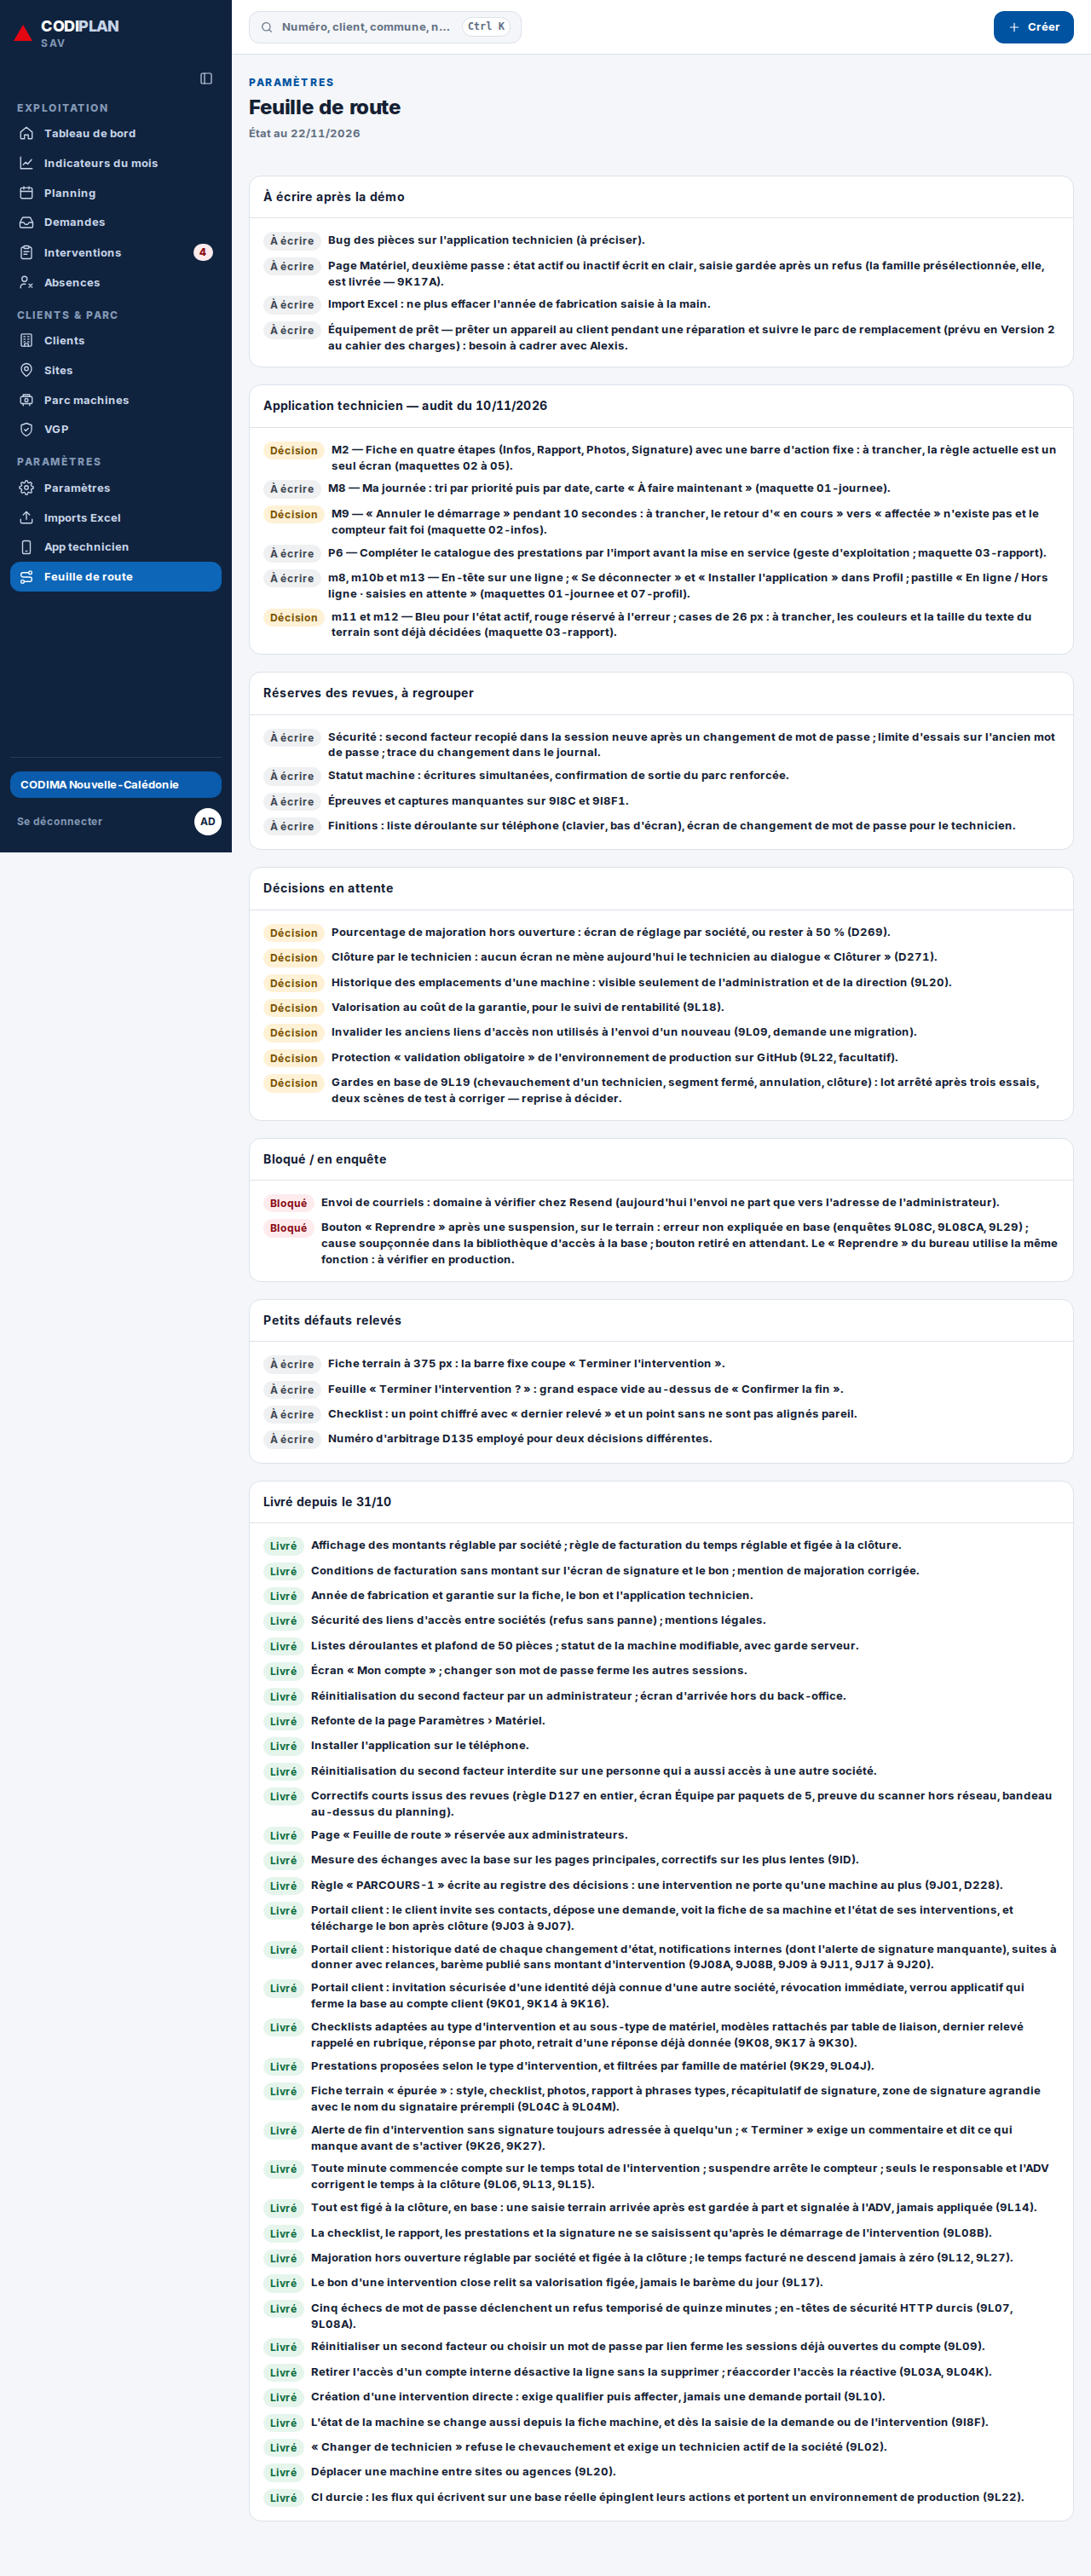 CODIPLAN
SAV
EXPLOITATION
Tableau de bord
Indicateurs du mois
Planning
Demandes
Interventions
4
Absences
CLIENTS & PARC
Clients
Sites
Parc machines
VGP
PARAMÈTRES
Paramètres
Imports Excel
App technicien
Feuille de route
CODIMA Nouvelle-Calédonie
Se déconnecter
AD
Numéro, client, commune, n…
Ctrl K
Créer
PARAMÈTRES
Feuille de route
État au 22/11/2026
À écrire après la démo
À écrire Bug des pièces sur l'application technicien (à préciser).
À écrire Page Matériel, deuxième passe : état actif ou inactif écrit en clair, saisie gardée après un refus (la famille présélectionnée, elle,
est livrée — 9K17A).
À écrire Import Excel : ne plus effacer l'année de fabrication saisie à la main.
À écrire Équipement de prêt — prêter un appareil au client pendant une réparation et suivre le parc de remplacement (prévu en Version 2
au cahier des charges) : besoin à cadrer avec Alexis.
Application technicien — audit du 10/11/2026
Décision M2 — Fiche en quatre étapes (Infos, Rapport, Photos, Signature) avec une barre d'action fixe : à trancher, la règle actuelle est un
seul écran (maquettes 02 à 05).
À écrire M8 — Ma journée : tri par priorité puis par date, carte « À faire maintenant » (maquette 01-journee).
Décision M9 — « Annuler le démarrage » pendant 10 secondes : à trancher, le retour d'« en cours » vers « affectée » n'existe pas et le
compteur fait foi (maquette 02-infos).
À écrire P6 — Compléter le catalogue des prestations par l'import avant la mise en service (geste d'exploitation ; maquette 03-rapport).
À écrire m8, m10b et m13 — En-tête sur une ligne ; « Se déconnecter » et « Installer l'application » dans Profil ; pastille « En ligne / Hors
ligne · saisies en attente » (maquettes 01-journee et 07-profil).
Décision m11 et m12 — Bleu pour l'état actif, rouge réservé à l'erreur ; cases de 26 px : à trancher, les couleurs et la taille du texte du
terrain sont déjà décidées (maquette 03-rapport).
Réserves des revues, à regrouper
À écrire Sécurité : second facteur recopié dans la session neuve après un changement de mot de passe ; limite d'essais sur l'ancien mot
de passe ; trace du changement dans le journal.
À écrire Statut machine : écritures simultanées, confirmation de sortie du parc renforcée.
À écrire Épreuves et captures manquantes sur 9I8C et 9I8F1.
À écrire Finitions : liste déroulante sur téléphone (clavier, bas d'écran), écran de changement de mot de passe pour le technicien.
Décisions en attente
Décision Pourcentage de majoration hors ouverture : écran de réglage par société, ou rester à 50 % (D269).
Décision Clôture par le technicien : aucun écran ne mène aujourd'hui le technicien au dialogue « Clôturer » (D271).
Décision Historique des emplacements d'une machine : visible seulement de l'administration et de la direction (9L20).
Décision Valorisation au coût de la garantie, pour le suivi de rentabilité (9L18).
Décision Invalider les anciens liens d'accès non utilisés à l'envoi d'un nouveau (9L09, demande une migration).
Décision Protection « validation obligatoire » de l'environnement de production sur GitHub (9L22, facultatif).
Décision Gardes en base de 9L19 (chevauchement d'un technicien, segment fermé, annulation, clôture) : lot arrêté après trois essais,
deux scènes de test à corriger — reprise à décider.
Bloqué / en enquête
Bloqué Envoi de courriels : domaine à vérifier chez Resend (aujourd'hui l'envoi ne part que vers l'adresse de l'administrateur).
Bloqué Bouton « Reprendre » après une suspension, sur le terrain : erreur non expliquée en base (enquêtes 9L08C, 9L08CA, 9L29) ;
cause soupçonnée dans la bibliothèque d'accès à la base ; bouton retiré en attendant. Le « Reprendre » du bureau utilise la même
fonction : à vérifier en production.
Petits défauts relevés
À écrire Fiche terrain à 375 px : la barre fixe coupe « Terminer l'intervention ».
À écrire Feuille « Terminer l'intervention ? » : grand espace vide au-dessus de « Confirmer la fin ».
À écrire Checklist : un point chiffré avec « dernier relevé » et un point sans ne sont pas alignés pareil.
À écrire Numéro d'arbitrage D135 employé pour deux décisions différentes.
Livré depuis le 31/10
Livré Affichage des montants réglable par société ; règle de facturation du temps réglable et figée à la clôture.
Livré Conditions de facturation sans montant sur l'écran de signature et le bon ; mention de majoration corrigée.
Livré Année de fabrication et garantie sur la fiche, le bon et l'application technicien.
Livré Sécurité des liens d'accès entre sociétés (refus sans panne) ; mentions légales.
Livré Listes déroulantes et plafond de 50 pièces ; statut de la machine modifiable, avec garde serveur.
Livré Écran « Mon compte » ; changer son mot de passe ferme les autres sessions.
Livré Réinitialisation du second facteur par un administrateur ; écran d'arrivée hors du back-office.
Livré Refonte de la page Paramètres › Matériel.
Livré Installer l'application sur le téléphone.
Livré Réinitialisation du second facteur interdite sur une personne qui a aussi accès à une autre société.
Livré Correctifs courts issus des revues (règle D127 en entier, écran Équipe par paquets de 5, preuve du scanner hors réseau, bandeau
au-dessus du planning).
Livré Page « Feuille de route » réservée aux administrateurs.
Livré Mesure des échanges avec la base sur les pages principales, correctifs sur les plus lentes (9ID).
Livré Règle « PARCOURS-1 » écrite au registre des décisions : une intervention ne porte qu'une machine au plus (9J01, D228).
Livré Portail client : le client invite ses contacts, dépose une demande, voit la fiche de sa machine et l'état de ses interventions, et
télécharge le bon après clôture (9J03 à 9J07).
Livré Portail client : historique daté de chaque changement d'état, notifications internes (dont l'alerte de signature manquante), suites à
donner avec relances, barème publié sans montant d'intervention (9J08A, 9J08B, 9J09 à 9J11, 9J17 à 9J20).
Livré Portail client : invitation sécurisée d'une identité déjà connue d'une autre société, révocation immédiate, verrou applicatif qui
ferme la base au compte client (9K01, 9K14 à 9K16).
Livré Checklists adaptées au type d'intervention et au sous-type de matériel, modèles rattachés par table de liaison, dernier relevé
rappelé en rubrique, réponse par photo, retrait d'une réponse déjà donnée (9K08, 9K17 à 9K30).
Livré Prestations proposées selon le type d'intervention, et filtrées par famille de matériel (9K29, 9L04J).
Livré Fiche terrain « épurée » : style, checklist, photos, rapport à phrases types, récapitulatif de signature, zone de signature agrandie
avec le nom du signataire prérempli (9L04C à 9L04M).
Livré Alerte de fin d'intervention sans signature toujours adressée à quelqu'un ; « Terminer » exige un commentaire et dit ce qui
manque avant de s'activer (9K26, 9K27).
Livré Toute minute commencée compte sur le temps total de l'intervention ; suspendre arrête le compteur ; seuls le responsable et l'ADV
corrigent le temps à la clôture (9L06, 9L13, 9L15).
Livré Tout est figé à la clôture, en base : une saisie terrain arrivée après est gardée à part et signalée à l'ADV, jamais appliquée (9L14).
Livré La checklist, le rapport, les prestations et la signature ne se saisissent qu'après le démarrage de l'intervention (9L08B).
Livré Majoration hors ouverture réglable par société et figée à la clôture ; le temps facturé ne descend jamais à zéro (9L12, 9L27).
Livré Le bon d'une intervention close relit sa valorisation figée, jamais le barème du jour (9L17).
Livré Cinq échecs de mot de passe déclenchent un refus temporisé de quinze minutes ; en-têtes de sécurité HTTP durcis (9L07,
9L08A).
Livré Réinitialiser un second facteur ou choisir un mot de passe par lien ferme les sessions déjà ouvertes du compte (9L09).
Livré Retirer l'accès d'un compte interne désactive la ligne sans la supprimer ; réaccorder l'accès la réactive (9L03A, 9L04K).
Livré Création d'une intervention directe : exige qualifier puis affecter, jamais une demande portail (9L10).
Livré L'état de la machine se change aussi depuis la fiche machine, et dès la saisie de la demande ou de l'intervention (9I8F).
Livré « Changer de technicien » refuse le chevauchement et exige un technicien actif de la société (9L02).
Livré Déplacer une machine entre sites ou agences (9L20).
Livré CI durcie : les flux qui écrivent sur une base réelle épinglent leurs actions et portent un environnement de production (9L22).